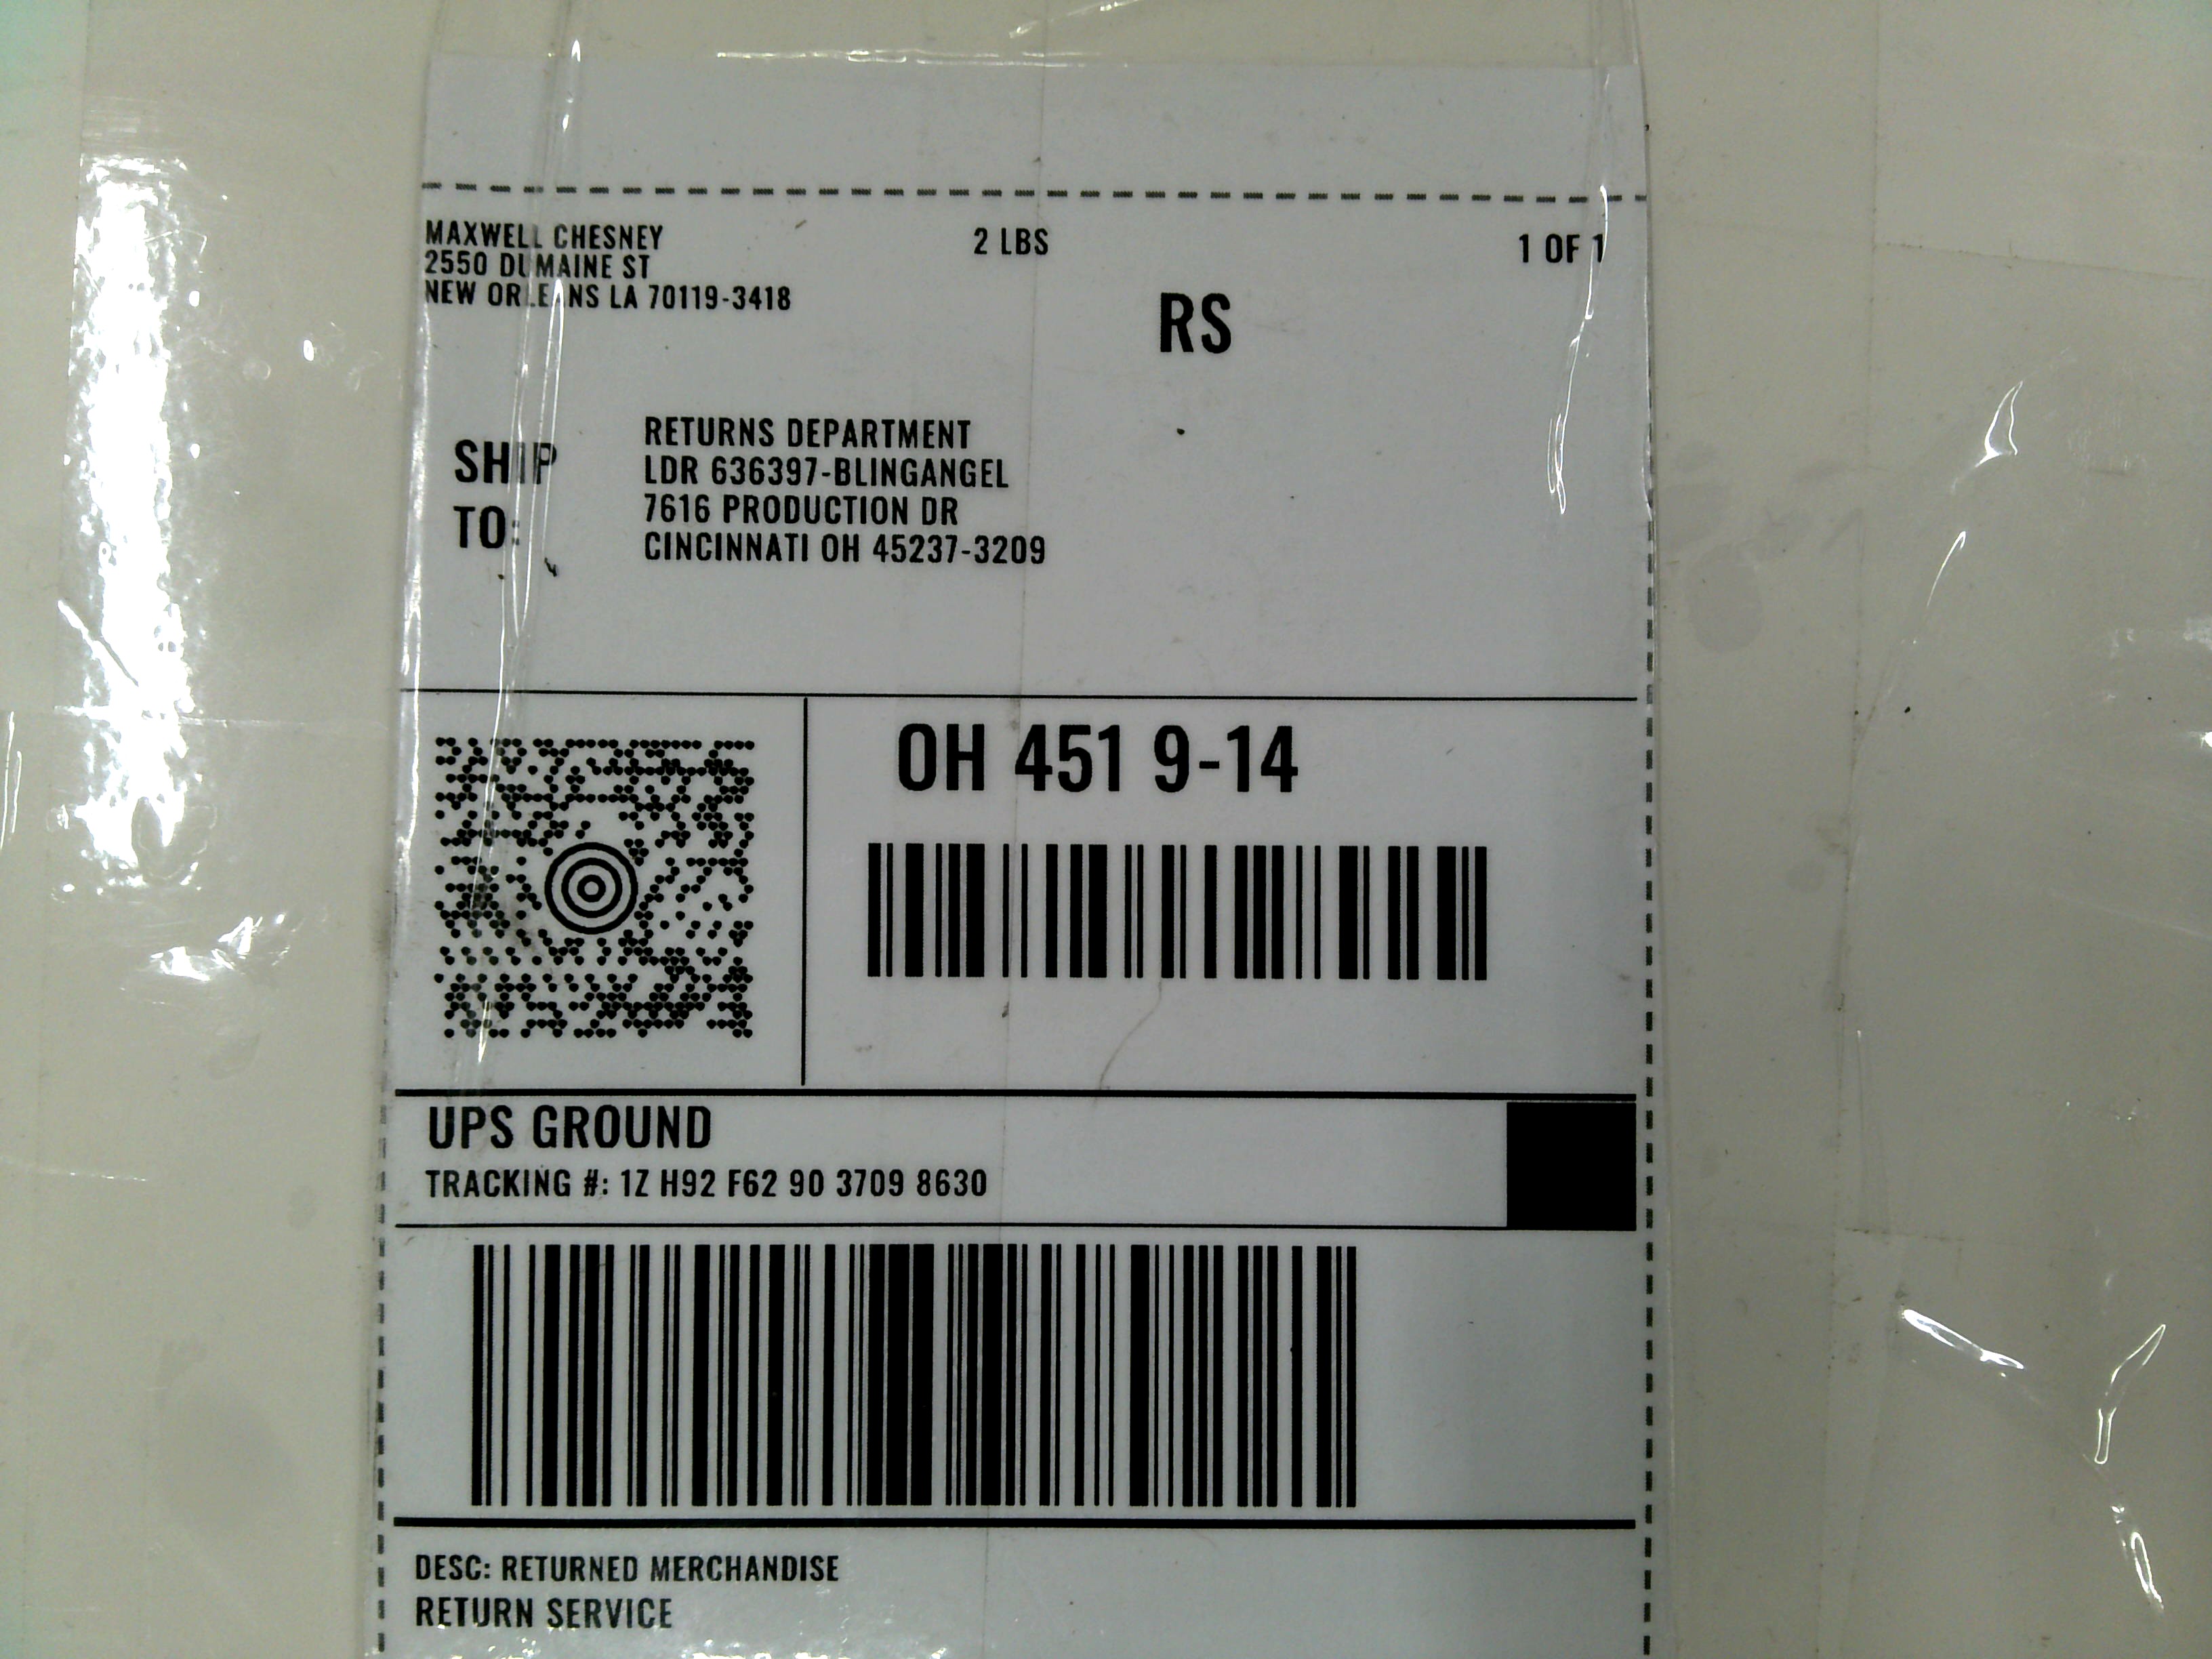 MAXWELL CHESNEY
2550 DUMAINE ST
NEW ORLEANS LA 70119-3418
2 LBS
1 OF 1
RS
SHIP
TO:
RETURNS DEPARTMENT
LDR 636397-BLINGANGEL
7616 PRODUCTION DR
CINCINNATI OH 45237-3209
OH 451 9-14
UPS GROUND
TRACKING #: 1Z H92 F62 90 3709 8630
DESC: RETURNED MERCHANDISE
RETURN SERVICE